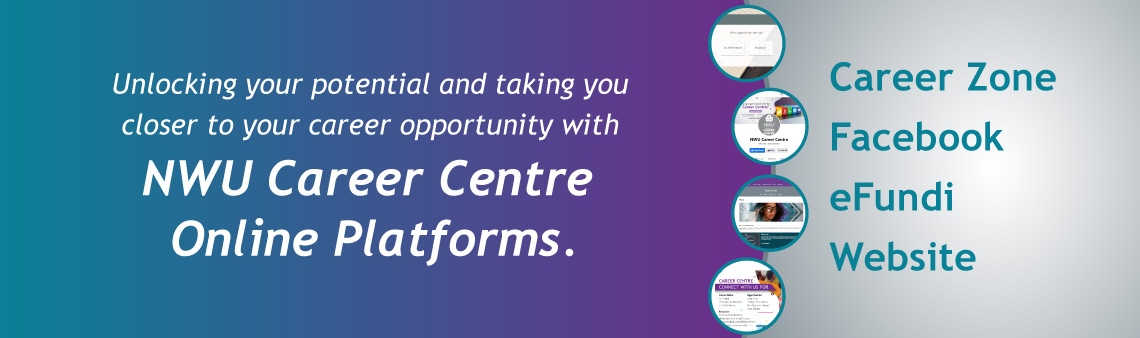 Unlocking your potential and taking you
closer to your career opportunity with
NWU Career Centre
Online Platforms.
Career Zone
Facebook
eFundi
Website
NWU Career Centre
CAREER CENTRE
CONNECT WITH US FOR